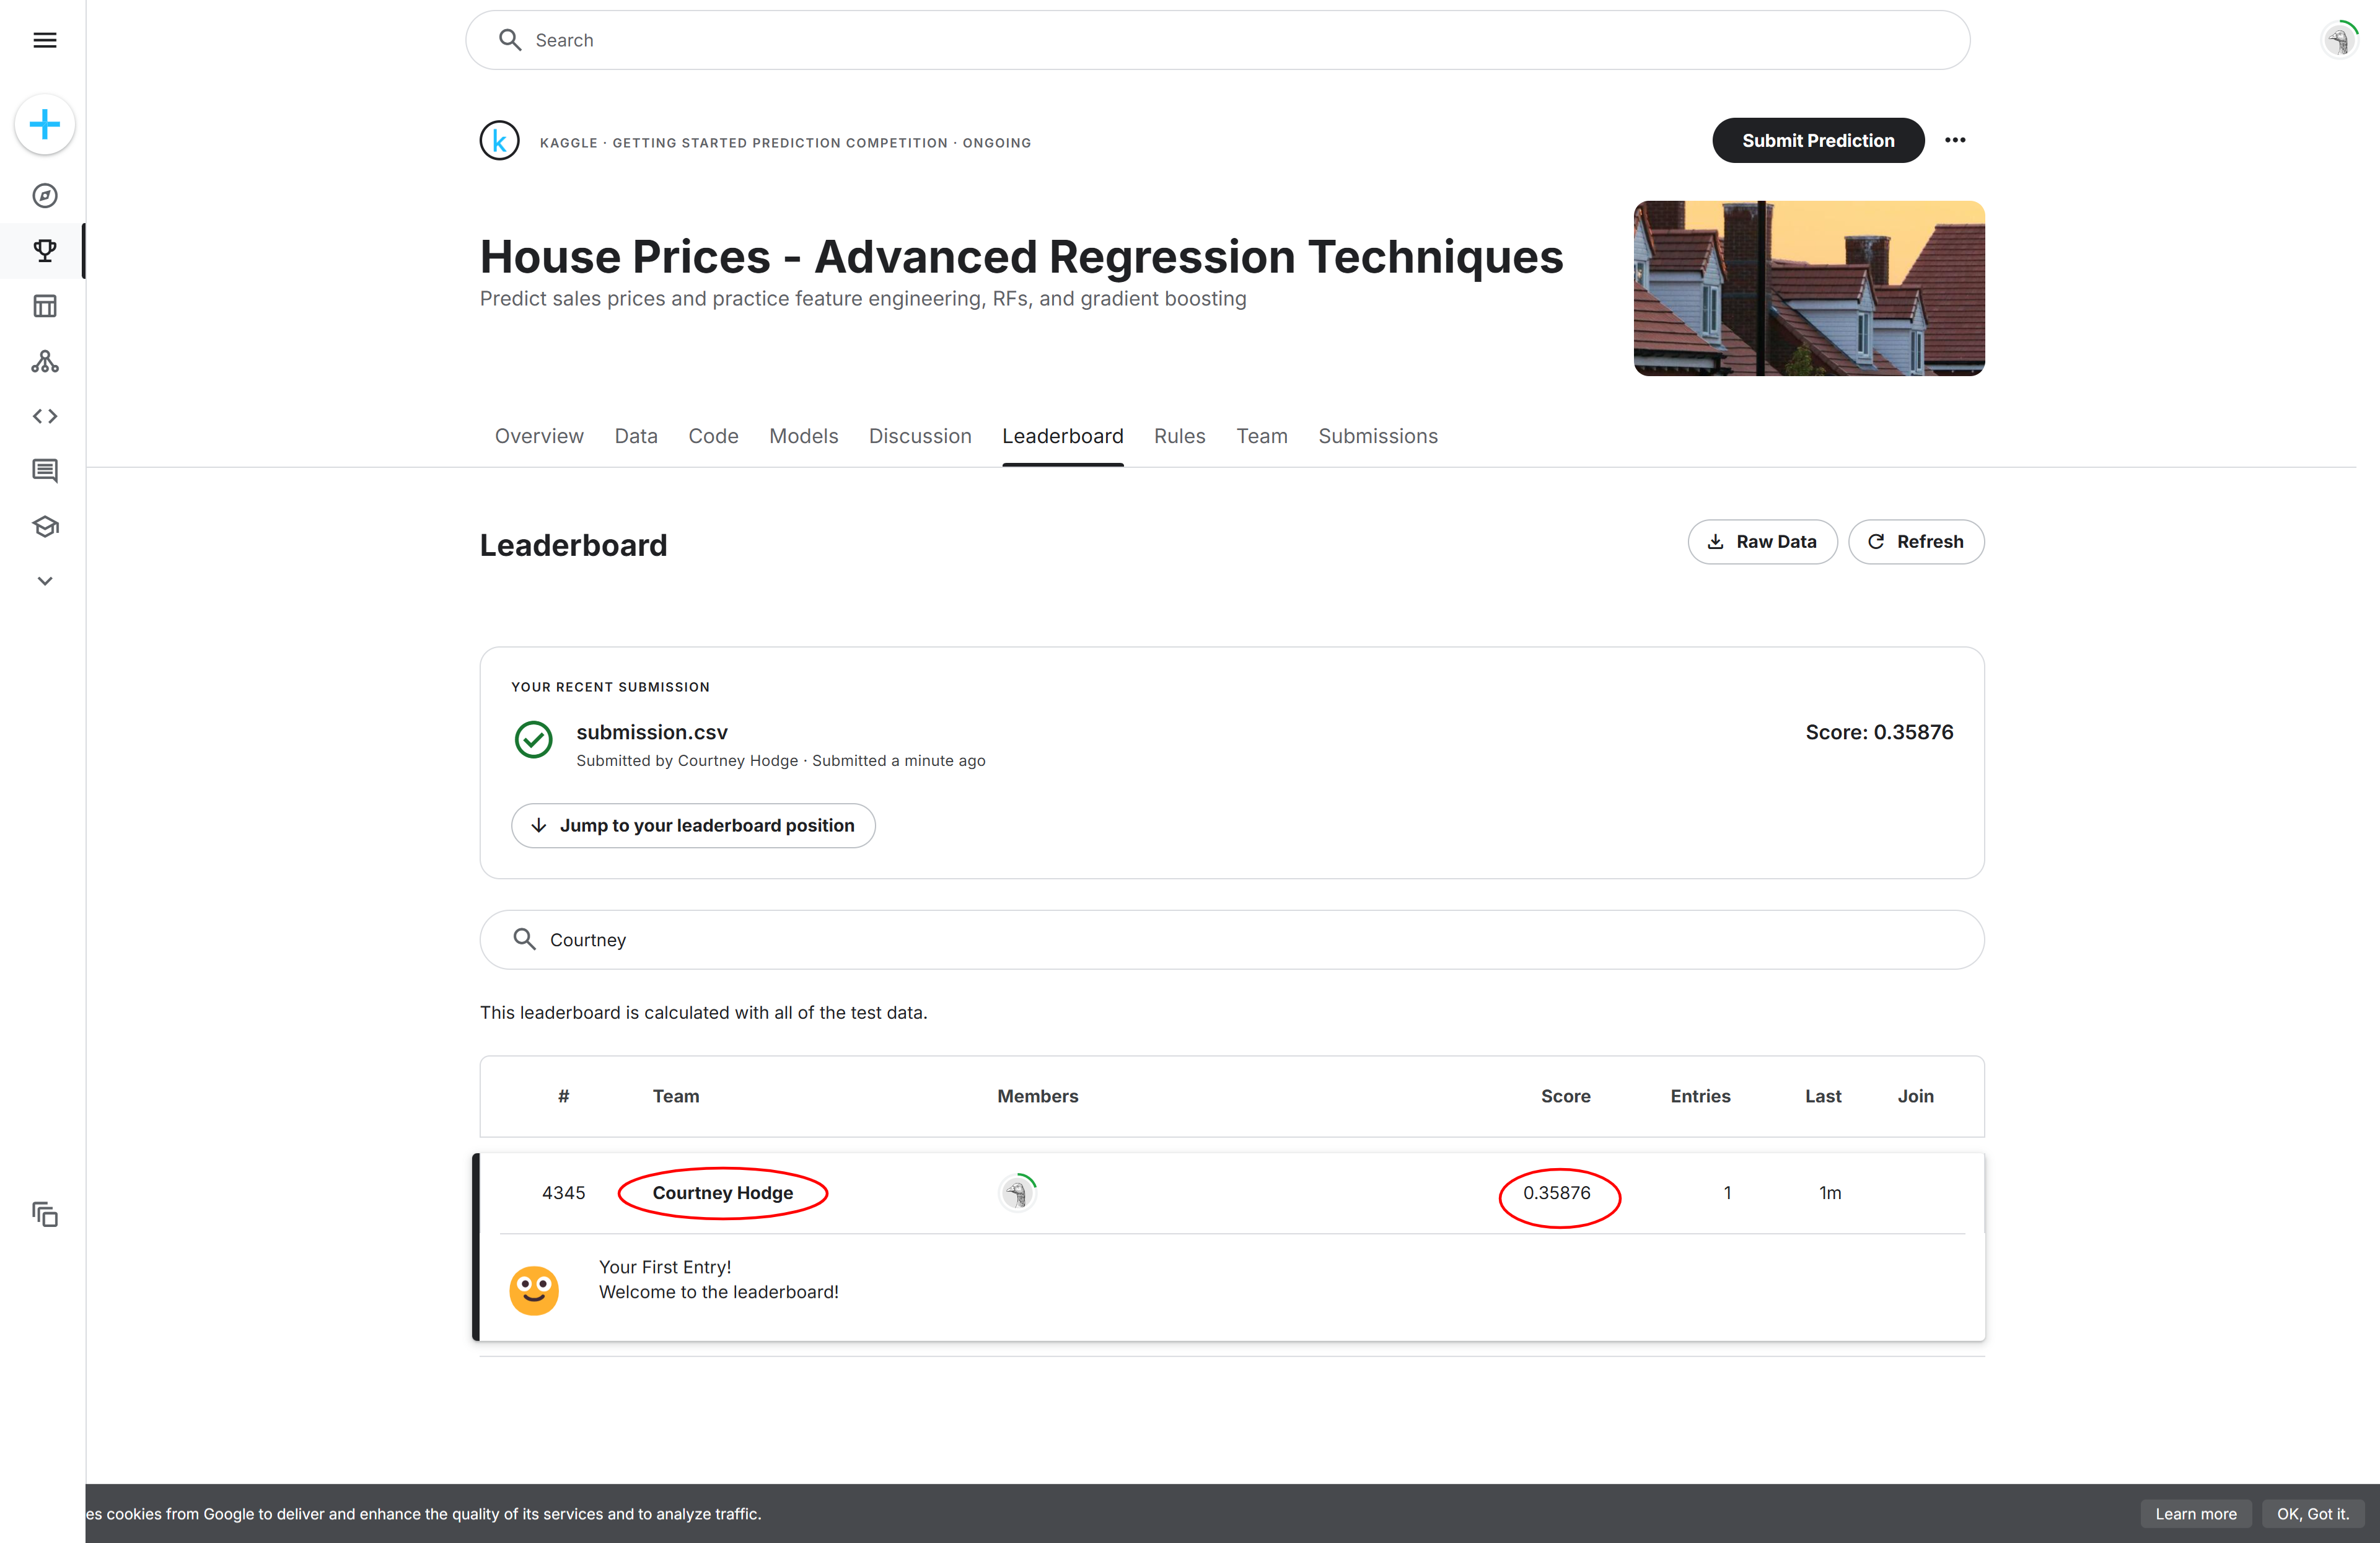 Search
k
KAGGLE · GETTING STARTED PREDICTION COMPETITION · ONGOING
Submit Prediction
House Prices - Advanced Regression Techniques
Predict sales prices and practice feature engineering, RFs, and gradient boosting
Overview Data Code Models Discussion Leaderboard Rules Team Submissions
Leaderboard
Raw Data
Refresh
YOUR RECENT SUBMISSION
submission.csv
Score: 0.35876
Submitted by Courtney Hodge · Submitted a minute ago
Jump to your leaderboard position
Courtney
This leaderboard is calculated with all of the test data.
# Team Members Score Entries Last Join
4345 Courtney Hodge 0.35876 1 1m
Your First Entry!
Welcome to the leaderboard!
es cookies from Google to deliver and enhance the quality of its services and to analyze traffic.
Learn more
OK, Got it.